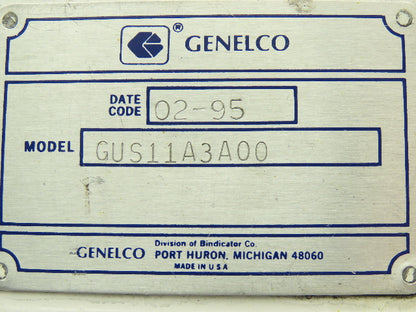 ® GENELCO
DATE CODE 02-95
MODEL GUS11A3A00
GENELCO Division of Bindicator Co.
PORT HURON, MICHIGAN 48060
MADE IN USA